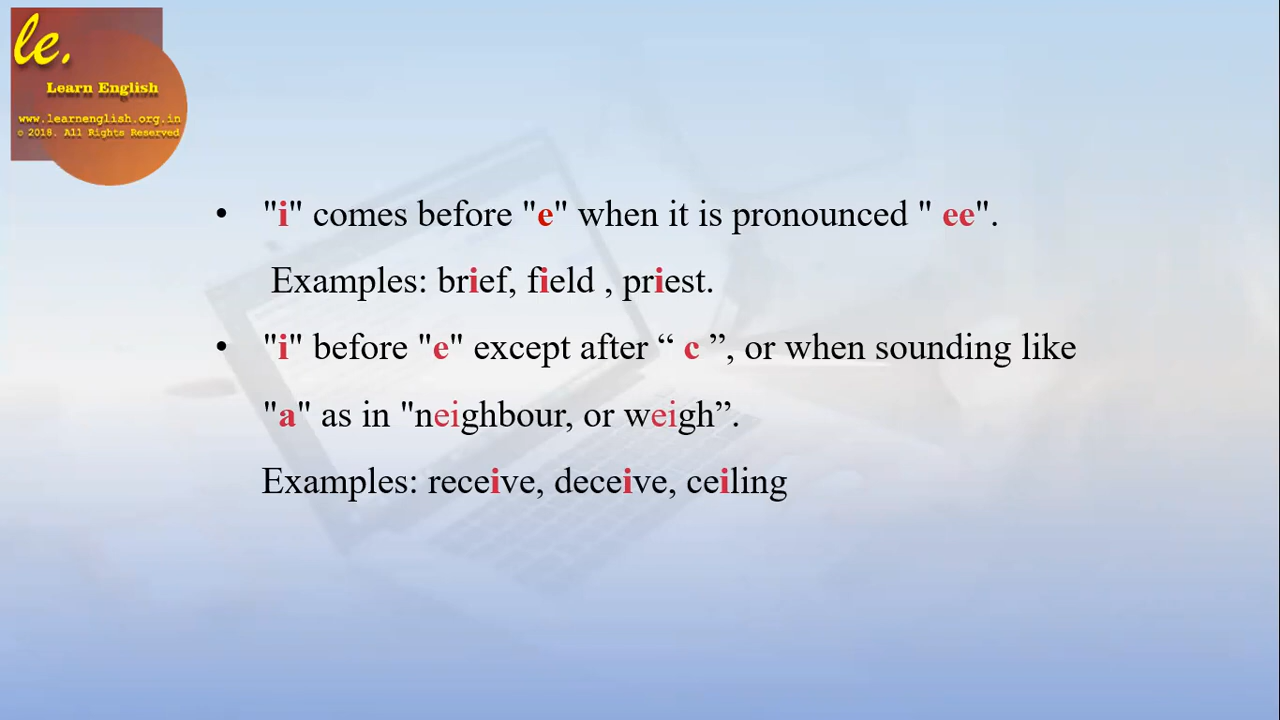 le.
Learn English
www.learnenglish.org.in
© 2018. All Rights Reserved
• "i" comes before "e" when it is pronounced " ee".
Examples: brief, field , priest.
• "i" before "e" except after “ c ”, or when sounding like
"a" as in "neighbour, or weigh”.
Examples: receive, deceive, ceiling